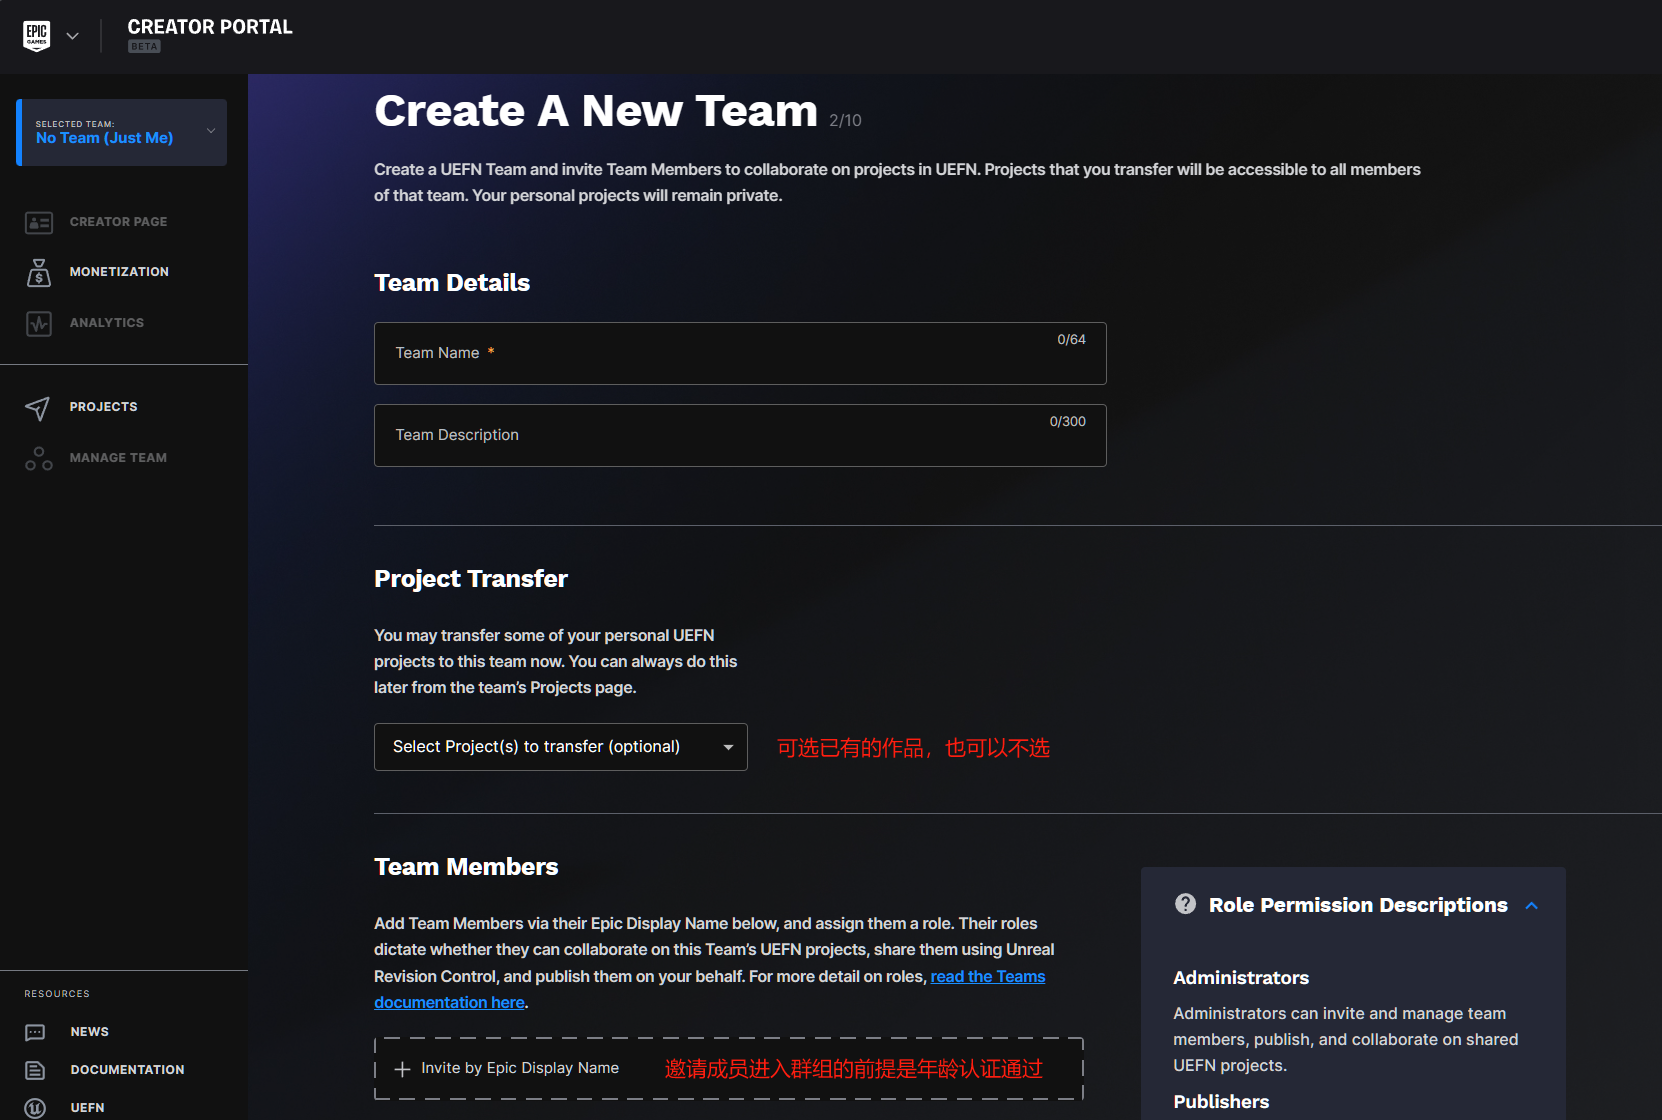 EPIC
GAMES
CREATOR PORTAL
BETA
SELECTED TEAM:
No Team (Just Me)
CREATOR PAGE
MONETIZATION
ANALYTICS
PROJECTS
MANAGE TEAM
RESOURCES
NEWS
DOCUMENTATION
UEFN
Create A New Team 2/10
Create a UEFN Team and invite Team Members to collaborate on projects in UEFN. Projects that you transfer will be accessible to all members
of that team. Your personal projects will remain private.
Team Details
Team Name *
0/64
Team Description
0/300
Project Transfer
You may transfer some of your personal UEFN
projects to this team now. You can always do this
later from the team’s Projects page.
Select Project(s) to transfer (optional)
可选已有的作品，也可以不选
Team Members
Add Team Members via their Epic Display Name below, and assign them a role. Their roles
dictate whether they can collaborate on this Team’s UEFN projects, share them using Unreal
Revision Control, and publish them on your behalf. For more detail on roles, read the Teams
documentation here.
Invite by Epic Display Name
邀请成员进入群组的前提是年龄认证通过
Role Permission Descriptions
Administrators
Administrators can invite and manage team
members, publish, and collaborate on shared
UEFN projects.
Publishers